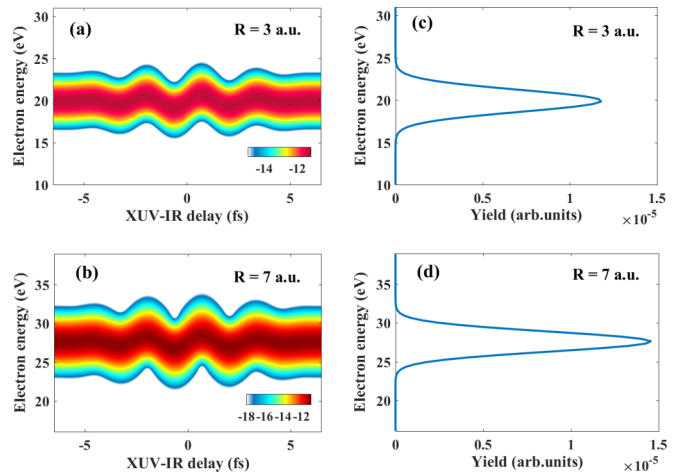 (a)
R = 3 a.u.
Electron energy (eV)
30
25
20
15
10
-14 -12
-5 0 5
XUV-IR delay (fs)
(c)
R = 3 a.u.
Electron energy (eV)
30
25
20
15
10
0 0.5 1 1.5
Yield (arb.units)
×10⁻⁵
(b)
R = 7 a.u.
Electron energy (eV)
35
30
25
20
-18 -16 -14 -12
-5 0 5
XUV-IR delay (fs)
(d)
R = 7 a.u.
Electron energy (eV)
35
30
25
20
0 0.5 1 1.5
Yield (arb.units)
×10⁻⁵